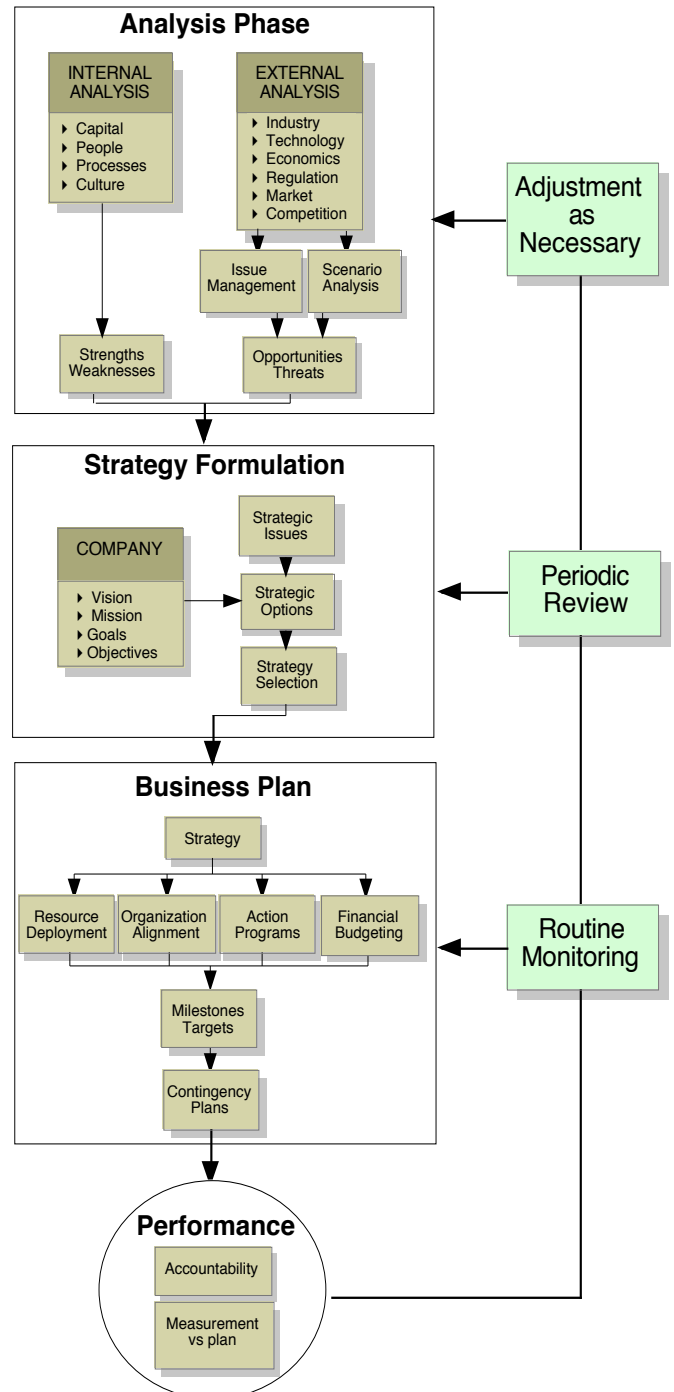 Analysis Phase
INTERNAL
ANALYSIS
Capital
People
Processes
Culture
EXTERNAL
ANALYSIS
Industry
Technology
Economics
Regulation
Market
Competition
Issue
Management
Scenario
Analysis
Strengths
Weaknesses
Opportunities
Threats
Adjustment
as
Necessary
Strategy Formulation
COMPANY
Vision
Mission
Goals
Objectives
Strategic
Issues
Strategic
Options
Strategy
Selection
Periodic
Review
Business Plan
Strategy
Resource
Deployment
Organization
Alignment
Action
Programs
Financial
Budgeting
Milestones
Targets
Contingency
Plans
Routine
Monitoring
Performance
Accountability
Measurement
vs plan